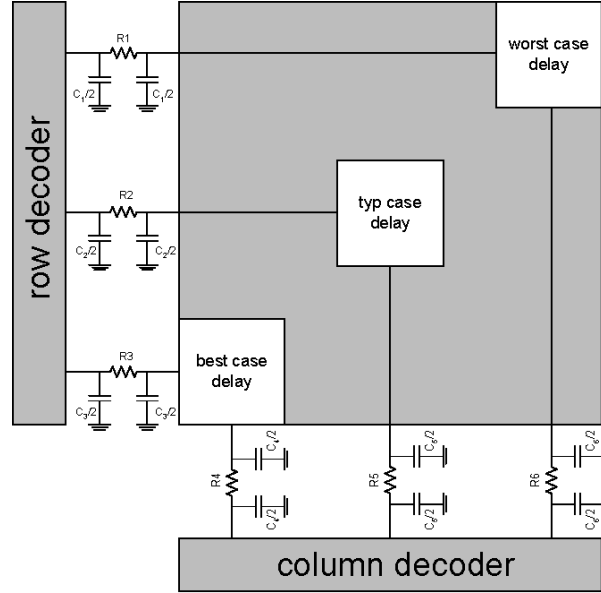 R1
C1/2
C1/2
worst case
delay
R2
C2/2
C2/2
typ case
delay
row decoder
R3
C3/2
C3/2
best case
delay
R4
C4/2
C4/2
R5
C5/2
C5/2
R6
C6/2
C6/2
column decoder